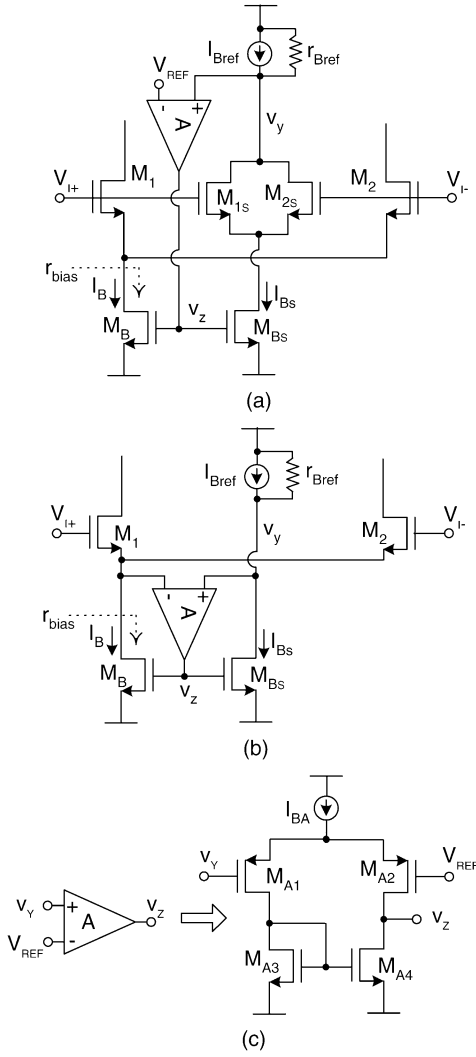 I_Bref
r_Bref
V_REF
- +
A
v_y
V_I+
M_1
M_1S
M_2S
M_2
V_I-
r_bias
I_B
I_BS
M_B
v_z
M_BS
(a)
I_Bref
r_Bref
v_y
V_I+
M_1
M_2
V_I-
- +
A
r_bias
I_B
I_BS
M_B
v_z
M_BS
(b)
I_BA
v_Y
M_A1
M_A2
V_REF
v_Y
+
A
v_Z
V_REF
-
v_z
M_A3
M_A4
(c)